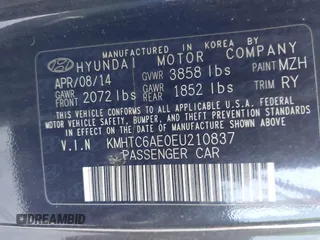 MANUFACTURED IN KOREA BY
HYUNDAI MOTOR COMPANY
APR/08/14 GVWR 3858 lbs PAINT MZH
GAWR FRONT 2072 lbs GAWR REAR 1852 lbs TRIM RY
THIS VEHICLE CONFORMS TO ALL APPLICABLE
U.S. FEDERAL MOTOR VEHICLE SAFETY, BUMPER,
AND THEFT PREVENTION STANDARDS IN EFFECT ON
THE DATE OF MANUFACTURE SHOWN ABOVE.
V.I.N KMHTC6AE0EU210837
PASSENGER CAR
DREAMBID